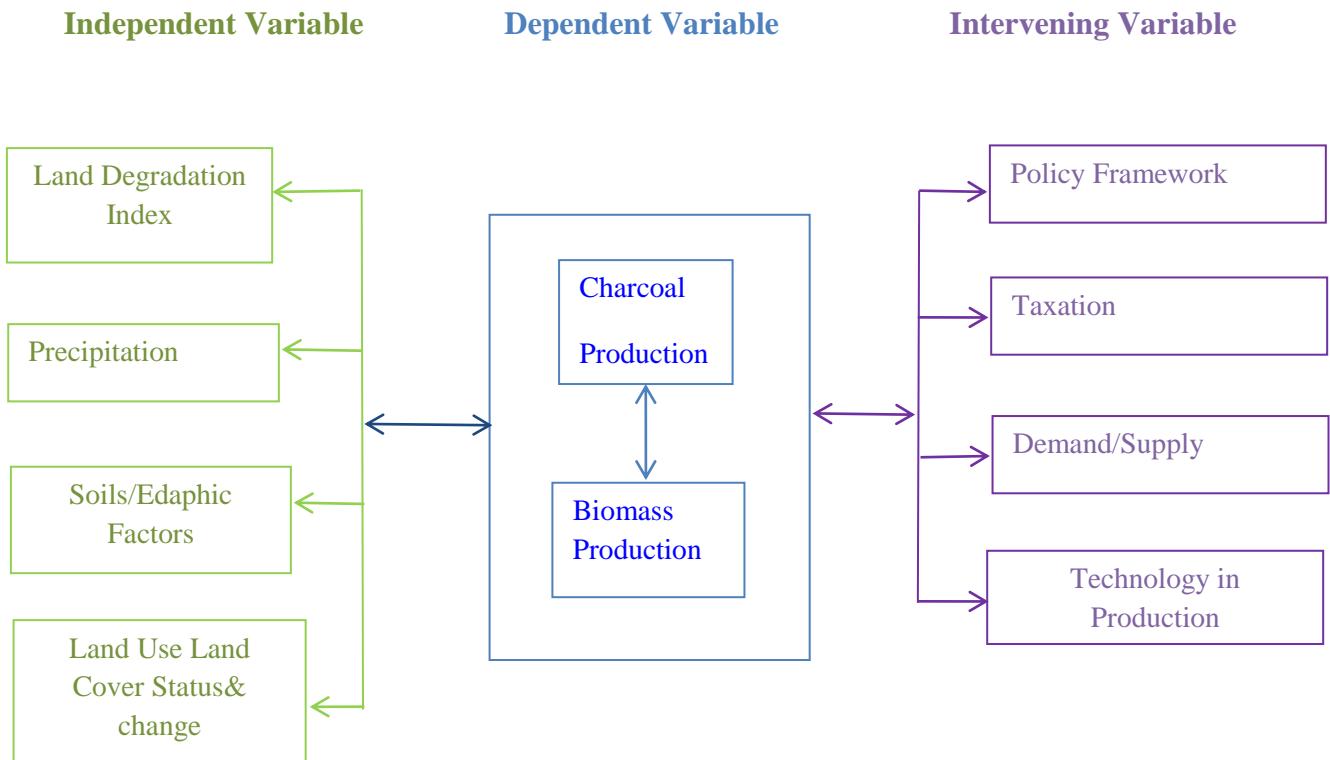 Independent Variable
Dependent Variable
Intervening Variable
Land Degradation
Index
Precipitation
Soils/Edaphic
Factors
Land Use Land
Cover Status&
change
Charcoal
Production
Biomass
Production
Policy Framework
Taxation
Demand/Supply
Technology in
Production